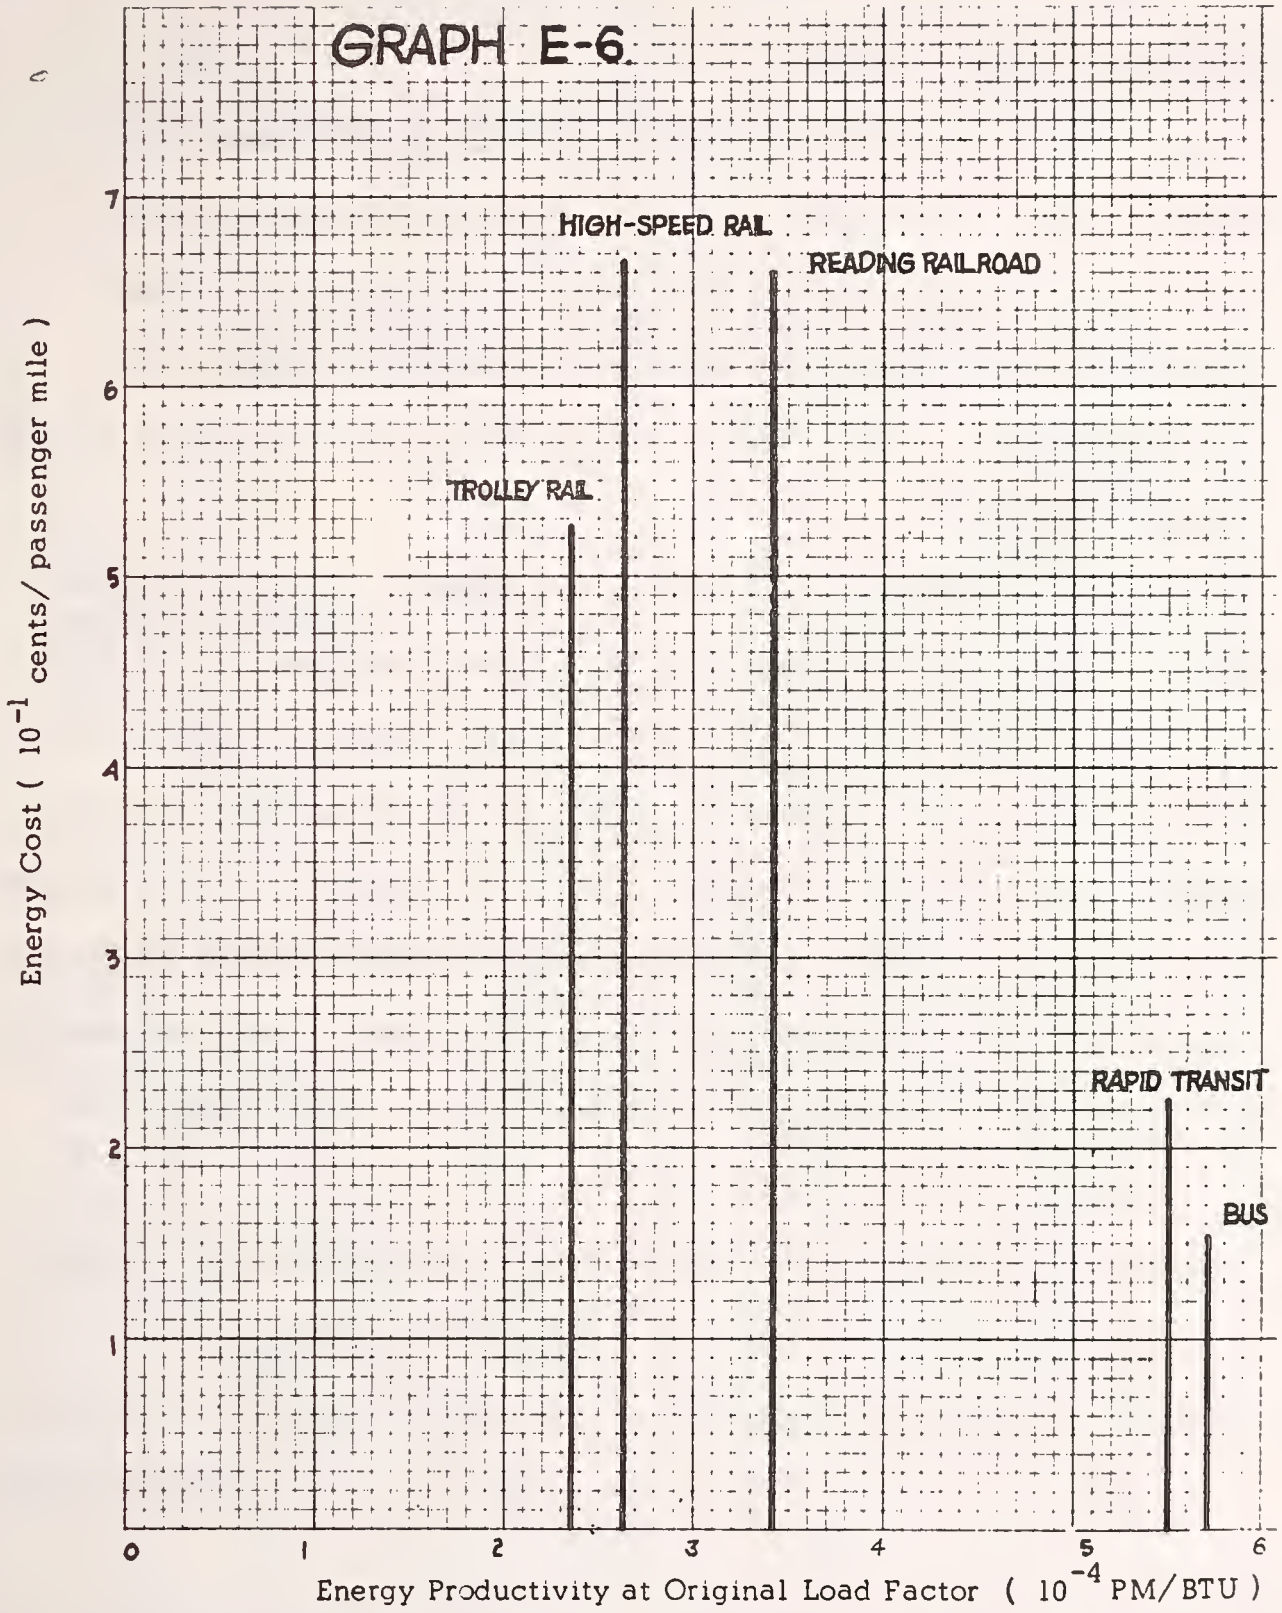 GRAPH E-6.
7
HIGH-SPEED RAIL
READING RAILROAD
6
TROLLEY RAIL
5
4
3
RAPID TRANSIT
2
BUS
1
0 1 2 3 4 5 6
Energy Cost ( 10⁻¹ cents/ passenger mile )
Energy Productivity at Original Load Factor ( 10⁻⁴ PM/BTU )